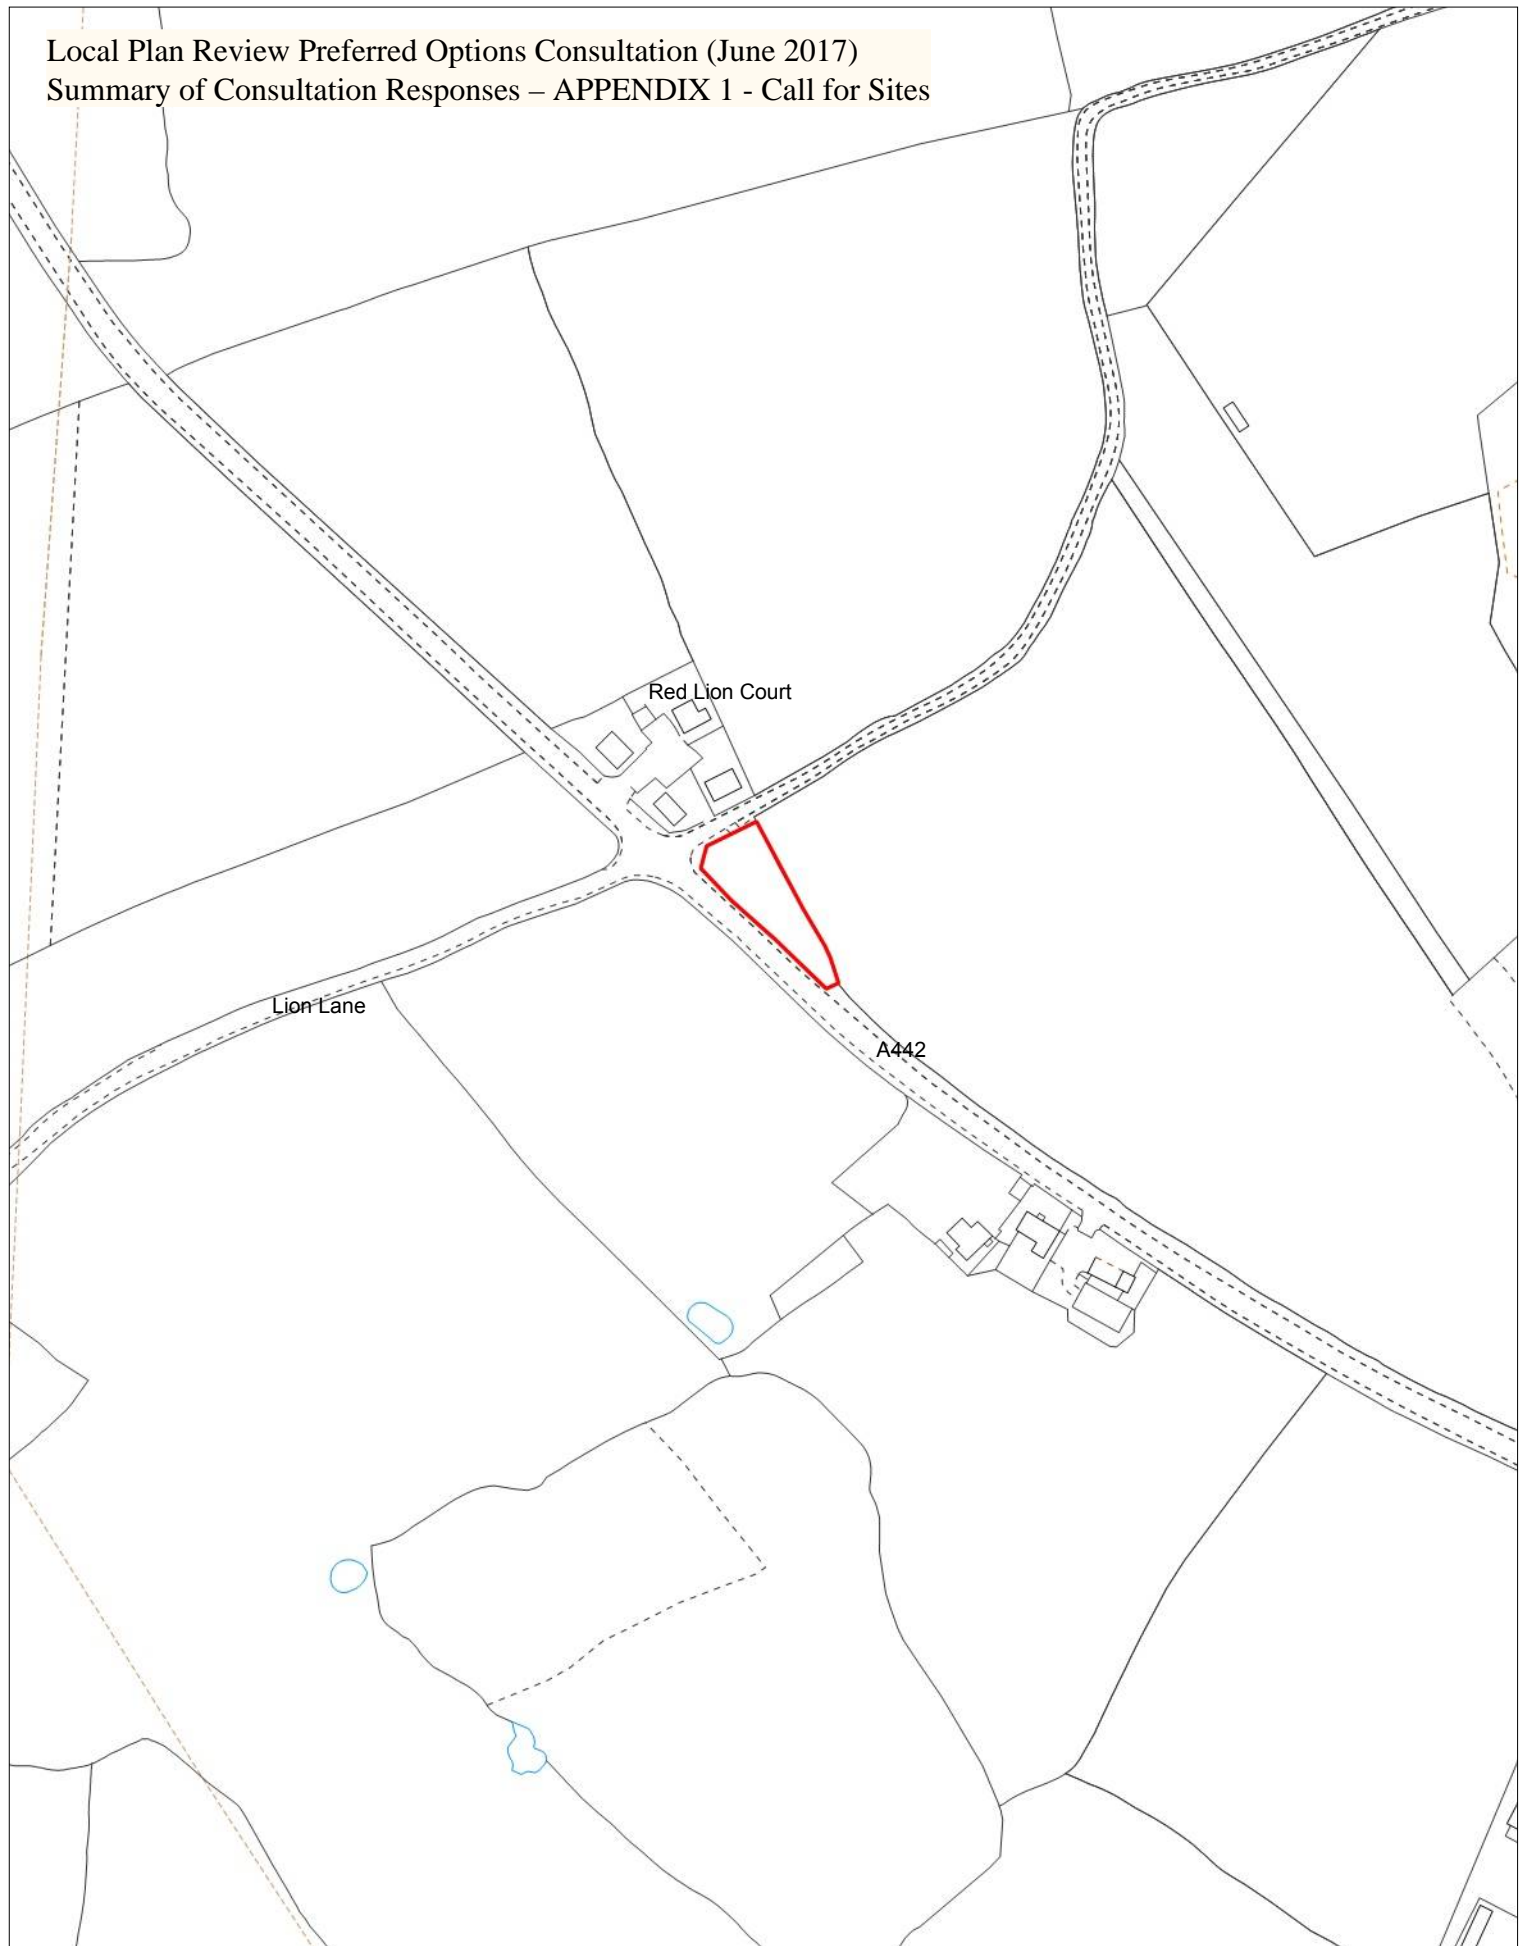 Local Plan Review Preferred Options Consultation (June 2017)
Summary of Consultation Responses – APPENDIX 1 - Call for Sites
Red Lion Court
Lion Lane
A442